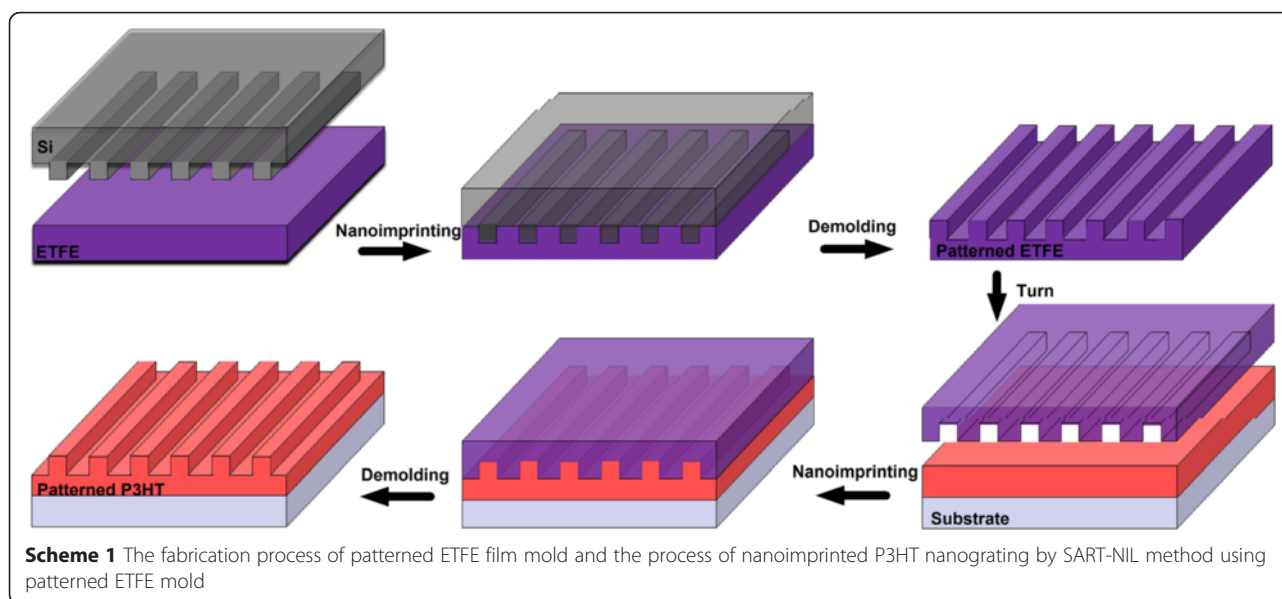 Si
ETFE
Nanoimprinting
Demolding
Patterned ETFE
Turn
Patterned P3HT
Demolding
Nanoimprinting
Substrate
Scheme 1 The fabrication process of patterned ETFE film mold and the process of nanoimprinted P3HT nanograting by SART-NIL method using
patterned ETFE mold